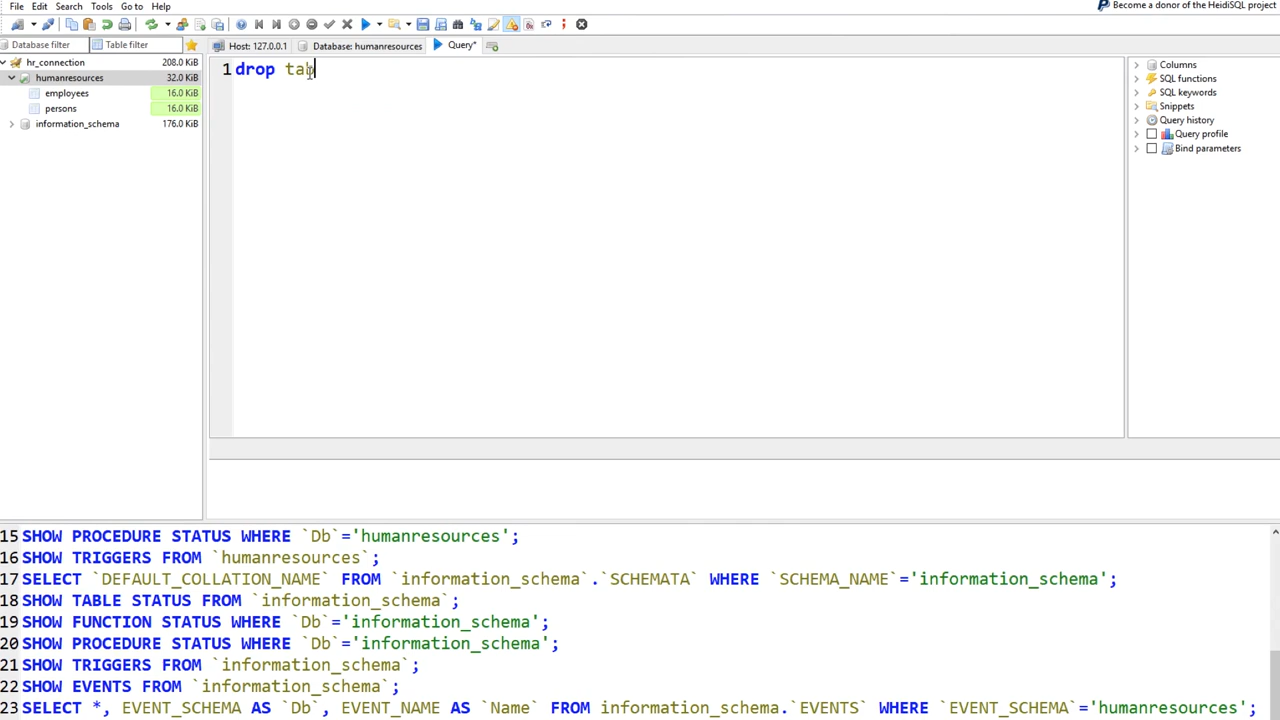 File Edit Search Tools Go to Help
Become a donor of the HeidiSQL project
Database filter Table filter Host: 127.0.0.1 Database: humanresources Query*
hr_connection 208.0 KiB
humanresources 32.0 KiB
employees 16.0 KiB
persons 16.0 KiB
information_schema 176.0 KiB
1 drop tab
Columns
SQL functions
SQL keywords
Snippets
Query history
Query profile
Bind parameters
15 SHOW PROCEDURE STATUS WHERE `Db`='humanresources';
16 SHOW TRIGGERS FROM `humanresources`;
17 SELECT `DEFAULT_COLLATION_NAME` FROM `information_schema`.`SCHEMATA` WHERE `SCHEMA_NAME`='information_schema';
18 SHOW TABLE STATUS FROM `information_schema`;
19 SHOW FUNCTION STATUS WHERE `Db`='information_schema';
20 SHOW PROCEDURE STATUS WHERE `Db`='information_schema';
21 SHOW TRIGGERS FROM `information_schema`;
22 SHOW EVENTS FROM `information_schema`;
23 SELECT *, EVENT_SCHEMA AS `Db`, EVENT_NAME AS `Name` FROM information_schema.`EVENTS` WHERE `EVENT_SCHEMA`='humanresources';